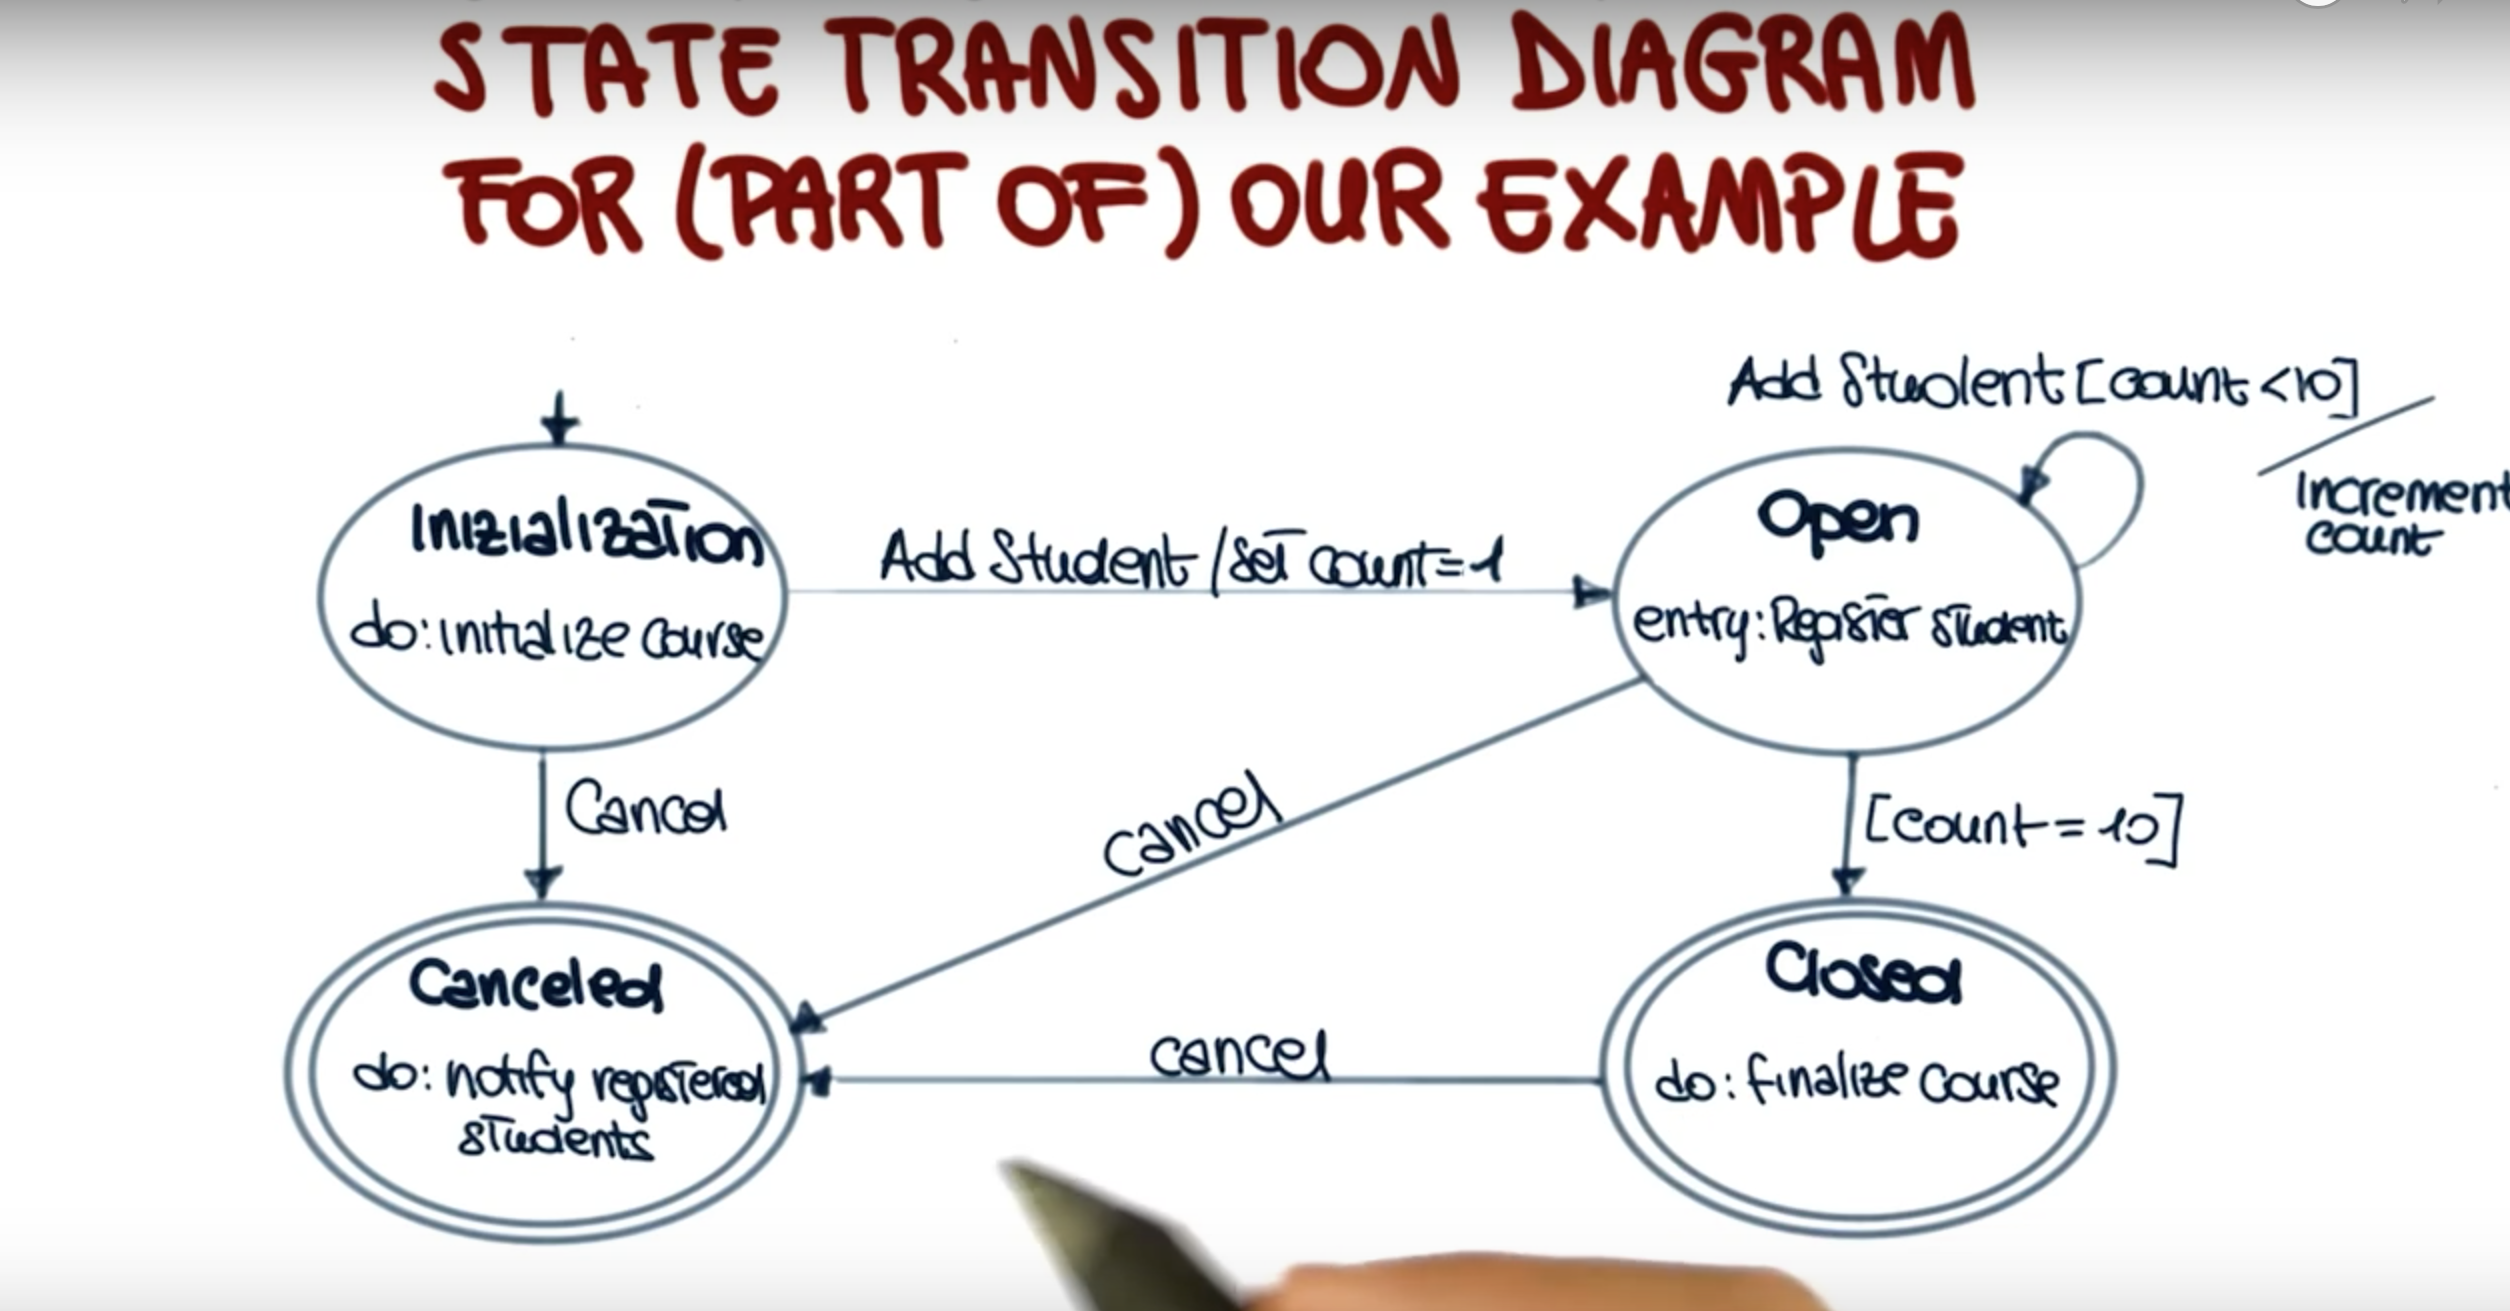 STATE TRANSITION DIAGRAM
FOR (PART OF) OUR EXAMPLE
Add Student [count <10]
/
Increment
count
Inizialization
do: initialize course
Add Student / set count=1
Open
entry: Register student
Cancel
cancel
[count = 10]
Canceled
do: notify registered
students
cancel
Closed
do: finalize course